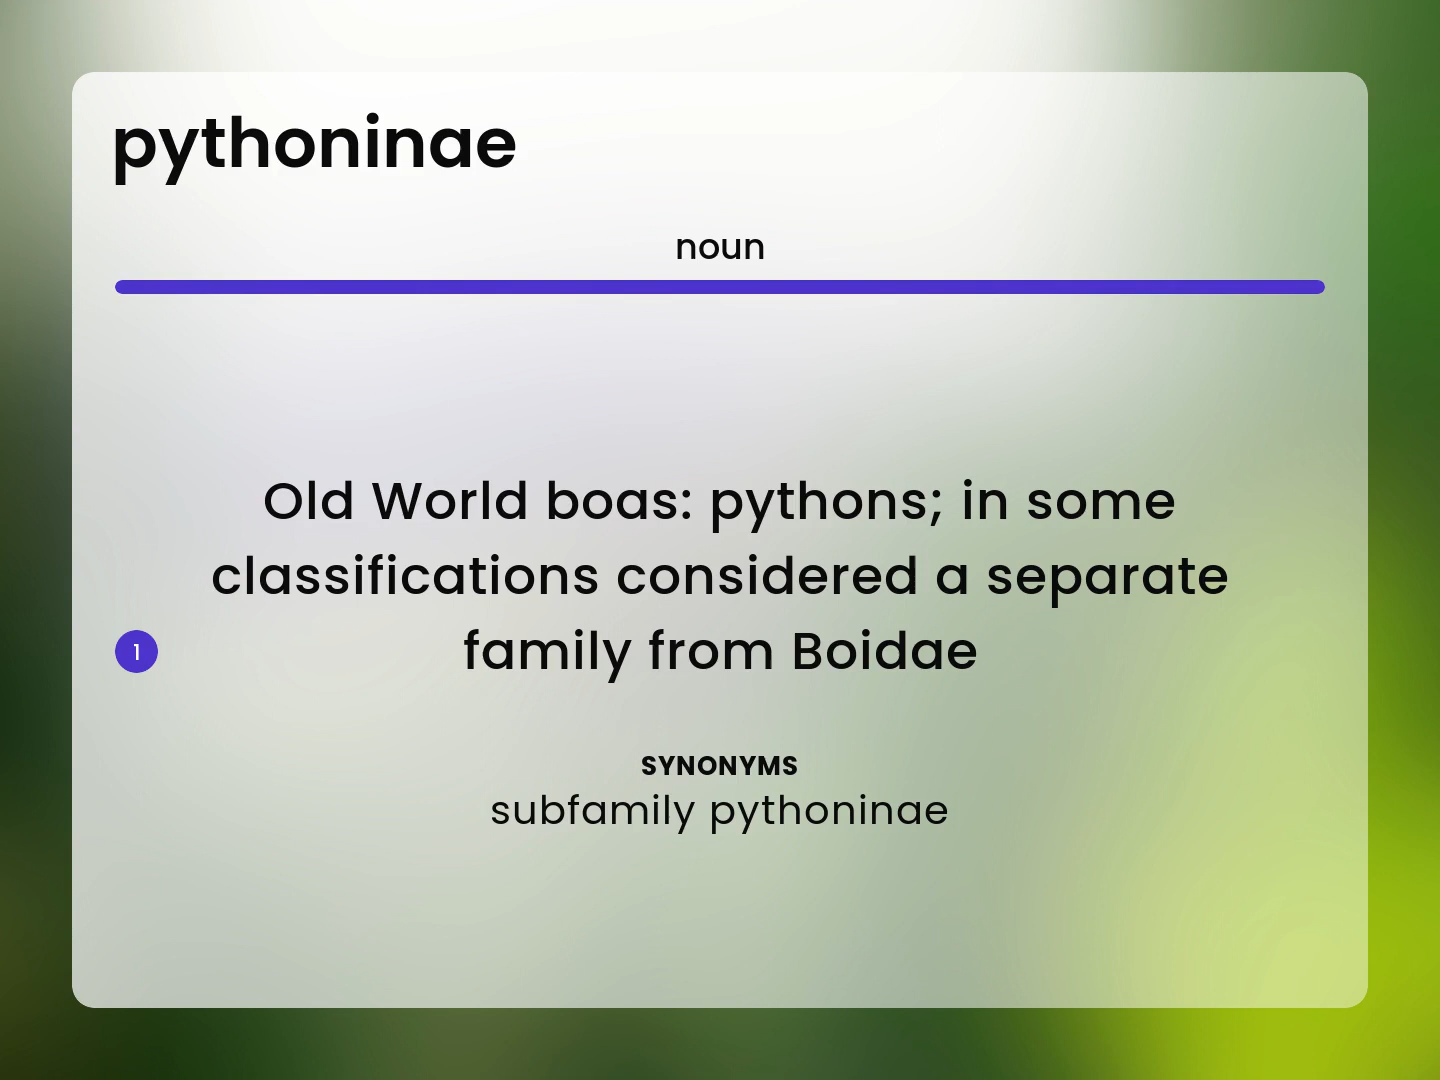 pythoninae
noun
Old World boas: pythons; in some
classifications considered a separate
1 family from Boidae
SYNONYMS
subfamily pythoninae